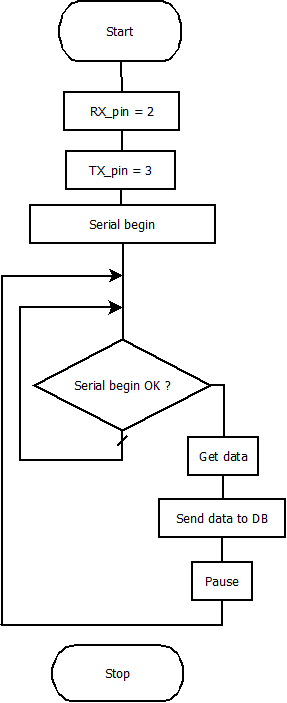 Start
RX_pin = 2
TX_pin = 3
Serial begin
Serial begin OK ?
Get data
Send data to DB
Pause
Stop